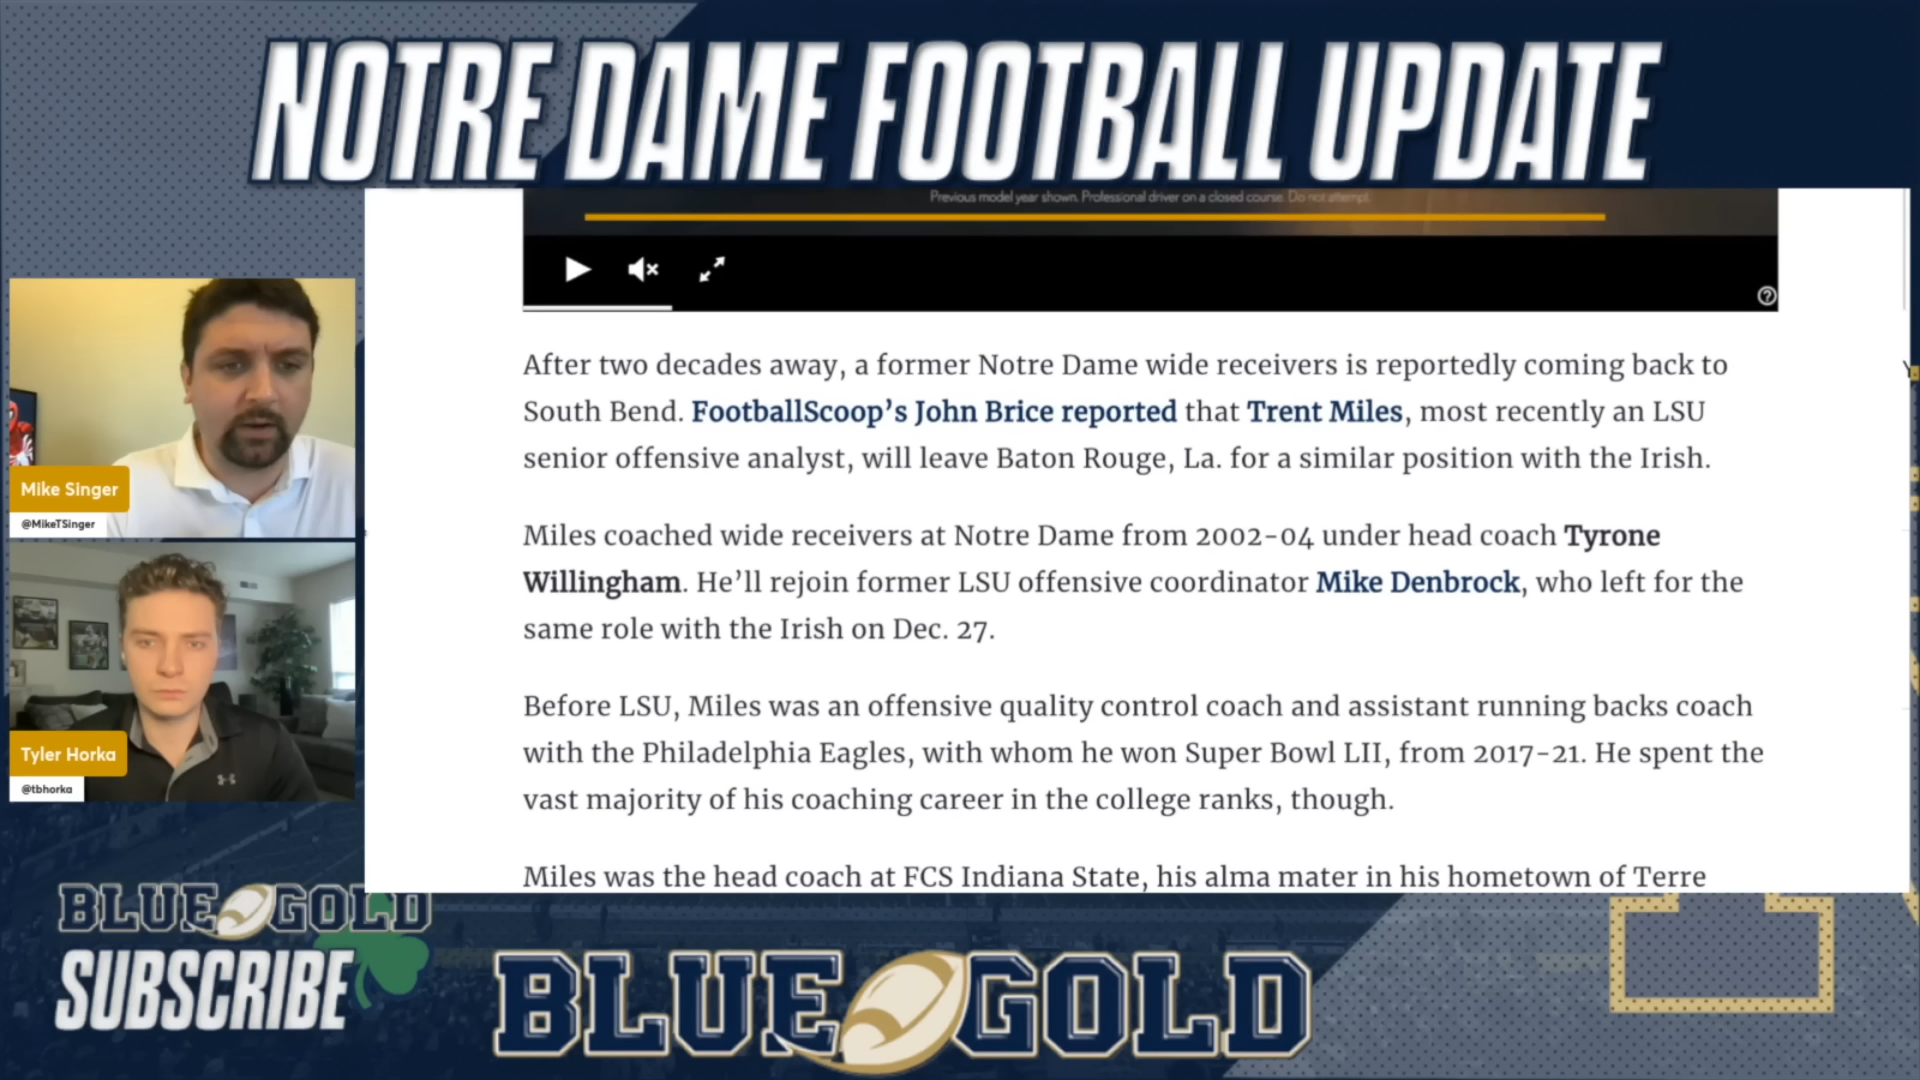 NOTRE DAME FOOTBALL UPDATE
Previous model year shown. Professional driver on a closed course. Do not attempt.
After two decades away, a former Notre Dame wide receivers is reportedly coming back to
South Bend. FootballScoop’s John Brice reported that Trent Miles, most recently an LSU
senior offensive analyst, will leave Baton Rouge, La. for a similar position with the Irish.
Miles coached wide receivers at Notre Dame from 2002-04 under head coach Tyrone
Willingham. He’ll rejoin former LSU offensive coordinator Mike Denbrock, who left for the
same role with the Irish on Dec. 27.
Before LSU, Miles was an offensive quality control coach and assistant running backs coach
with the Philadelphia Eagles, with whom he won Super Bowl LII, from 2017-21. He spent the
vast majority of his coaching career in the college ranks, though.
Miles was the head coach at FCS Indiana State, his alma mater in his hometown of Terre
Mike Singer
@MikeTSinger
Tyler Horka
@tbhorka
BLUE GOLD
SUBSCRIBE
BLUE GOLD